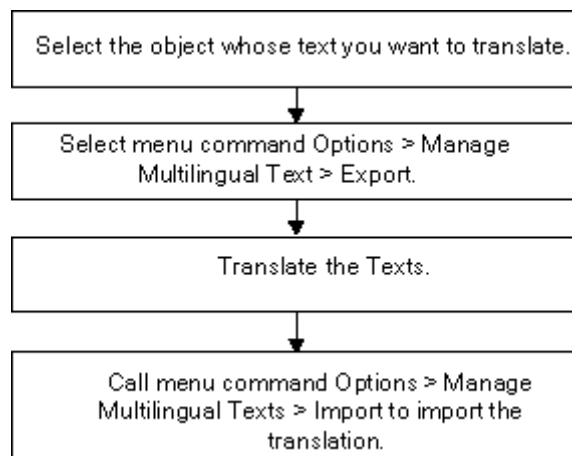 Select the object whose text you want to translate.
Select menu command Options > Manage
Multilingual Text > Export.
Translate the Texts.
Call menu command Options > Manage
Multilingual Texts > Import to import the
translation.